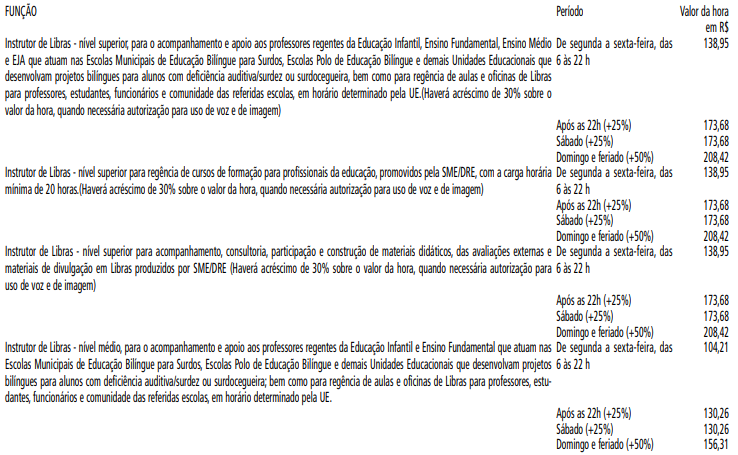 FUNÇÃO Período Valor da hora
em R$
Instrutor de Libras - nível superior, para o acompanhamento e apoio aos professores regentes da Educação Infantil, Ensino Fundamental, Ensino Médio De segunda a sexta-feira, das 138,95
e EJA que atuam nas Escolas Municipais de Educação Bilíngue para Surdos, Escolas Polo de Educação Bilíngue e demais Unidades Educacionais que 6 às 22 h
desenvolvam projetos bilíngues para alunos com deficiência auditiva/surdez ou surdocegueira, bem como para regência de aulas e oficinas de Libras
para professores, estudantes, funcionários e comunidade das referidas escolas, em horário determinado pela UE.(Haverá acréscimo de 30% sobre o
valor da hora, quando necessária autorização para uso de voz e de imagem)
Após as 22h (+25%) 173,68
Sábado (+25%) 173,68
Domingo e feriado (+50%) 208,42
Instrutor de Libras - nível superior para regência de cursos de formação para profissionais da educação, promovidos pela SME/DRE, com a carga horária De segunda a sexta-feira, das 138,95
mínima de 20 horas.(Haverá acréscimo de 30% sobre o valor da hora, quando necessária autorização para uso de voz e de imagem) 6 às 22 h
Após as 22h (+25%) 173,68
Sábado (+25%) 173,68
Domingo e feriado (+50%) 208,42
Instrutor de Libras - nível superior para acompanhamento, consultoria, participação e construção de materiais didáticos, das avaliações externas e De segunda a sexta-feira, das 138,95
materiais de divulgação em Libras produzidos por SME/DRE (Haverá acréscimo de 30% sobre o valor da hora, quando necessária autorização para 6 às 22 h
uso de voz e de imagem)
Após as 22h (+25%) 173,68
Sábado (+25%) 173,68
Domingo e feriado (+50%) 208,42
Instrutor de Libras - nível médio, para o acompanhamento e apoio aos professores regentes da Educação Infantil e Ensino Fundamental que atuam nas De segunda a sexta-feira, das 104,21
Escolas Municipais de Educação Bilíngue para Surdos, Escolas Polo de Educação Bilíngue e demais Unidades Educacionais que desenvolvam projetos 6 às 22 h
bilíngues para alunos com deficiência auditiva/surdez ou surdocegueira; bem como para regência de aulas e oficinas de Libras para professores, estu-
dantes, funcionários e comunidade das referidas escolas, em horário determinado pela UE.
Após as 22h (+25%) 130,26
Sábado (+25%) 130,26
Domingo e feriado (+50%) 156,31